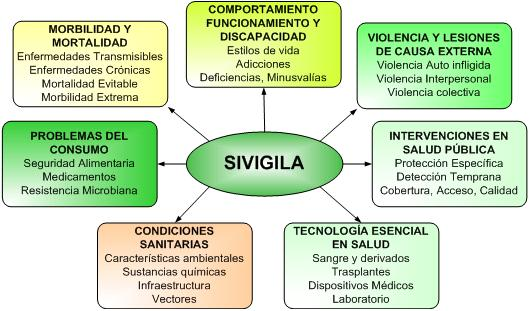 MORBILIDAD Y
MORTALIDAD
Enfermedades Transmisibles
Enfermedades Crónicas
Mortalidad Evitable
Morbilidad Extrema
COMPORTAMIENTO
FUNCIONAMIENTO Y
DISCAPACIDAD
Estilos de vida
Adicciones
Deficiencias, Minusvalías
VIOLENCIA Y LESIONES
DE CAUSA EXTERNA
Violencia Auto infligida
Violencia Interpersonal
Violencia colectiva
PROBLEMAS DEL
CONSUMO
Seguridad Alimentaria
Medicamentos
Resistencia Microbiana
SIVIGILA
INTERVENCIONES EN
SALUD PÚBLICA
Protección Específica
Detección Temprana
Cobertura, Acceso, Calidad
CONDICIONES
SANITARIAS
Características ambientales
Sustancias químicas
Infraestructura
Vectores
TECNOLOGÍA ESENCIAL
EN SALUD
Sangre y derivados
Trasplantes
Dispositivos Médicos
Laboratorio